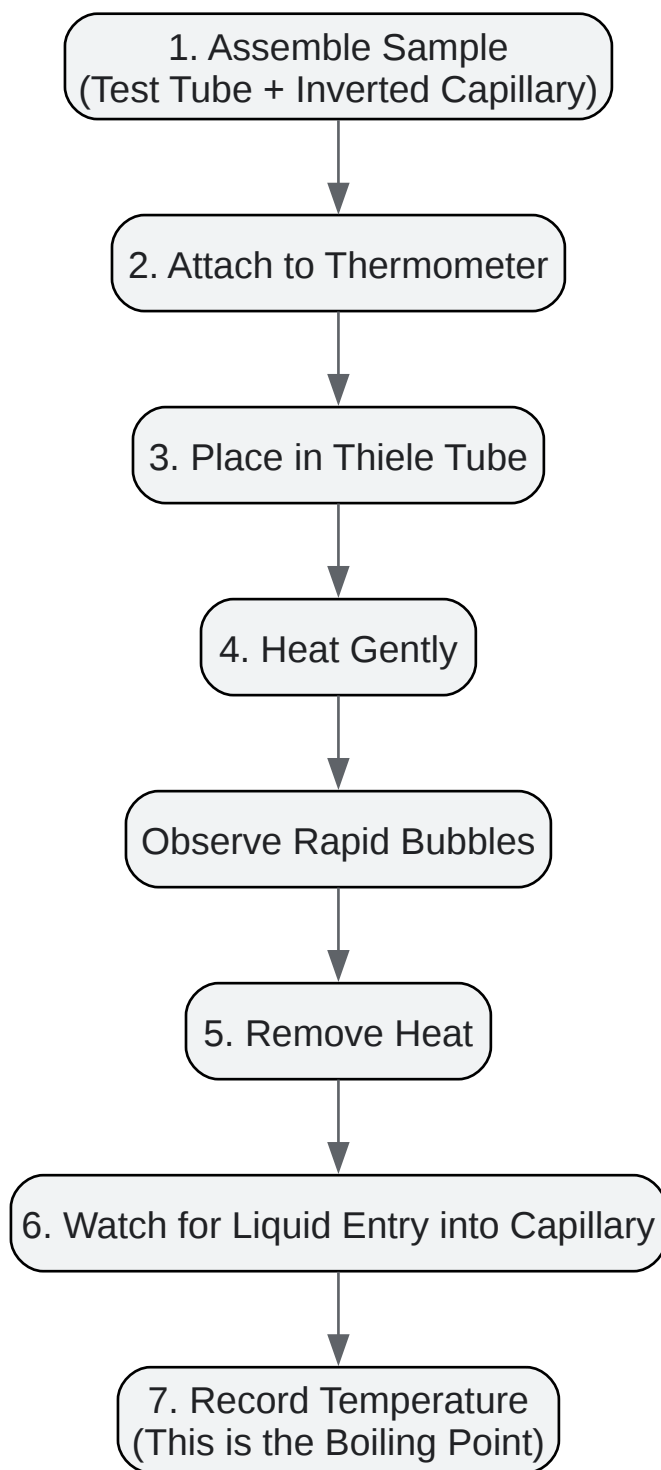 1. Assemble Sample
(Test Tube + Inverted Capillary)
2. Attach to Thermometer
3. Place in Thiele Tube
4. Heat Gently
Observe Rapid Bubbles
5. Remove Heat
6. Watch for Liquid Entry into Capillary
7. Record Temperature
(This is the Boiling Point)